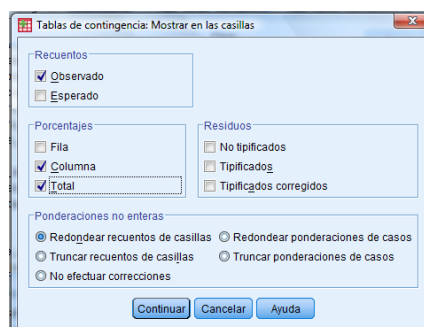 Tablas de contingencia: Mostrar en las casillas
Recuentos
Observado
Esperado
Porcentajes
Fila
Columna
Total
Residuos
No tipificados
Tipificados
Tipificados corregidos
Ponderaciones no enteras
Redondear recuentos de casillas
Redondear ponderaciones de casos
Truncar recuentos de casillas
Truncar ponderaciones de casos
No efectuar correcciones
Continuar
Cancelar
Ayuda